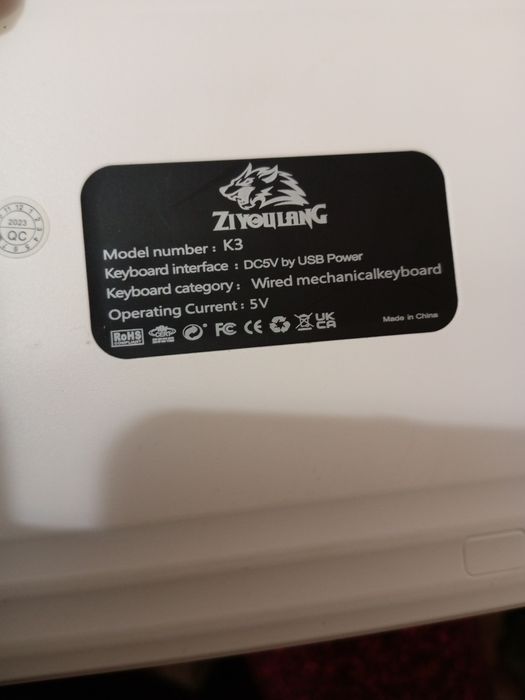 ZIYOULANG
Model number : K3
Keyboard interface : DC5V by USB Power
Keyboard category : Wired mechanicalkeyboard
Operating Current : 5V
RoHS
COMPLIANT
FC CE UK
CA
Made in China
2023
QC